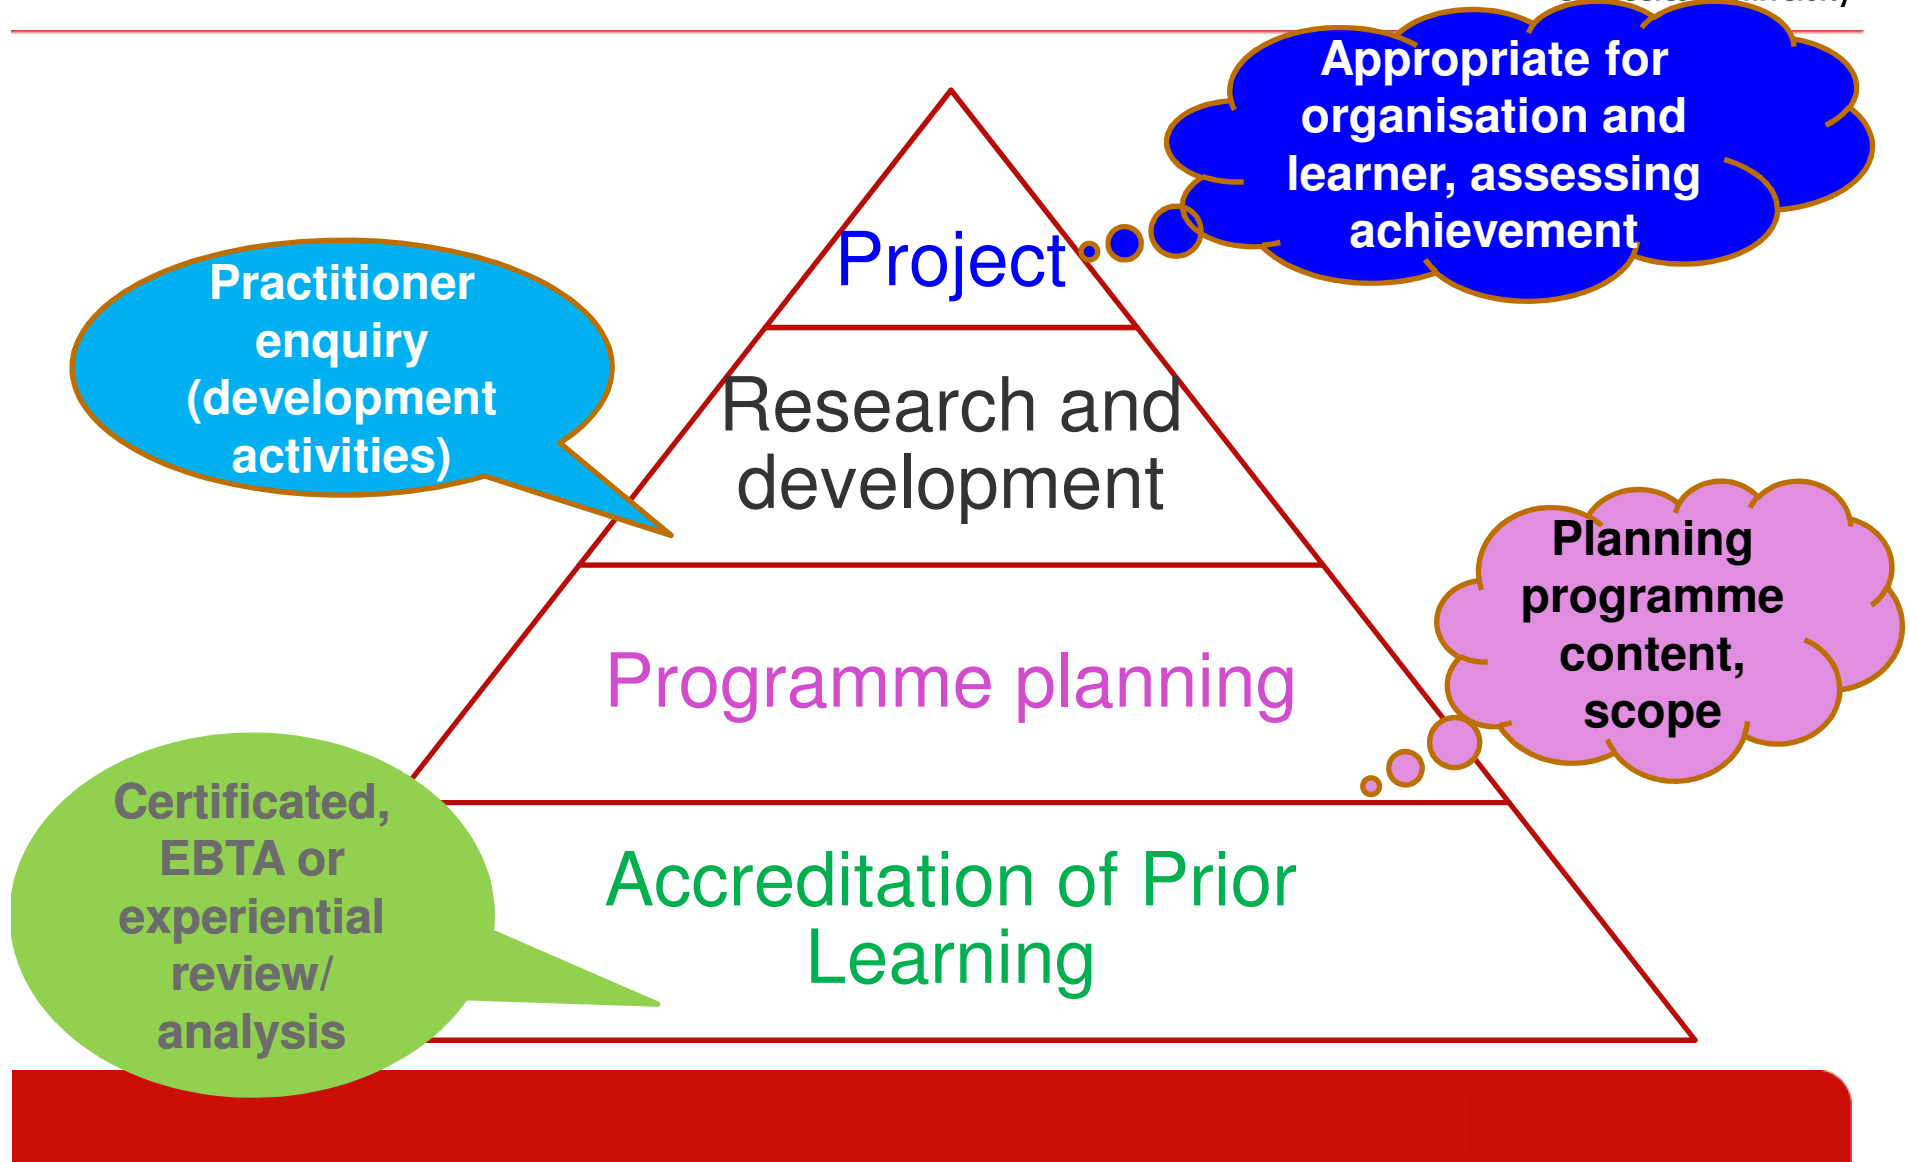 Appropriate for
organisation and
learner, assessing
achievement
Project
Practitioner
enquiry
(development
activities)
Research and
development
Planning
programme
content,
scope
Programme planning
Certificated,
EBTA or
experiential
review/
analysis
Accreditation of Prior
Learning